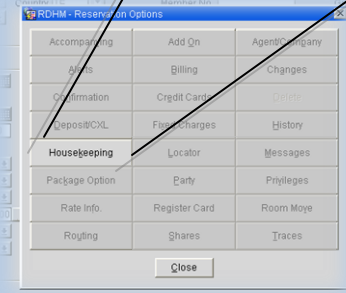 RDHM - Reservation Options
Accompanying Add On Agent/Company
Alerts Billing Changes
Confirmation Credit Cards Delete
Deposit/CXL Fixed Charges History
Housekeeping Locator Messages
Package Option Party Privileges
Rate Info. Register Card Room Move
Routing Shares Traces
Close